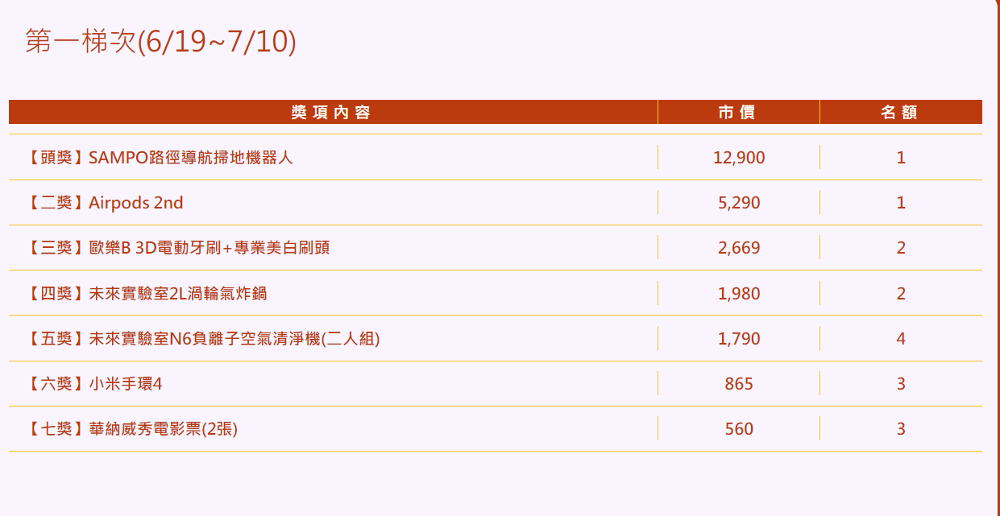 第一梯次(6/19~7/10)
獎項內容 市價 名額
【頭獎】SAMPO路徑導航掃地機器人 12,900 1
【二獎】Airpods 2nd 5,290 1
【三獎】歐樂B 3D電動牙刷+專業美白刷頭 2,669 2
【四獎】未來實驗室2L渦輪氣炸鍋 1,980 2
【五獎】未來實驗室N6負離子空氣清淨機(二人組) 1,790 4
【六獎】小米手環4 865 3
【七獎】華納威秀電影票(2張) 560 3